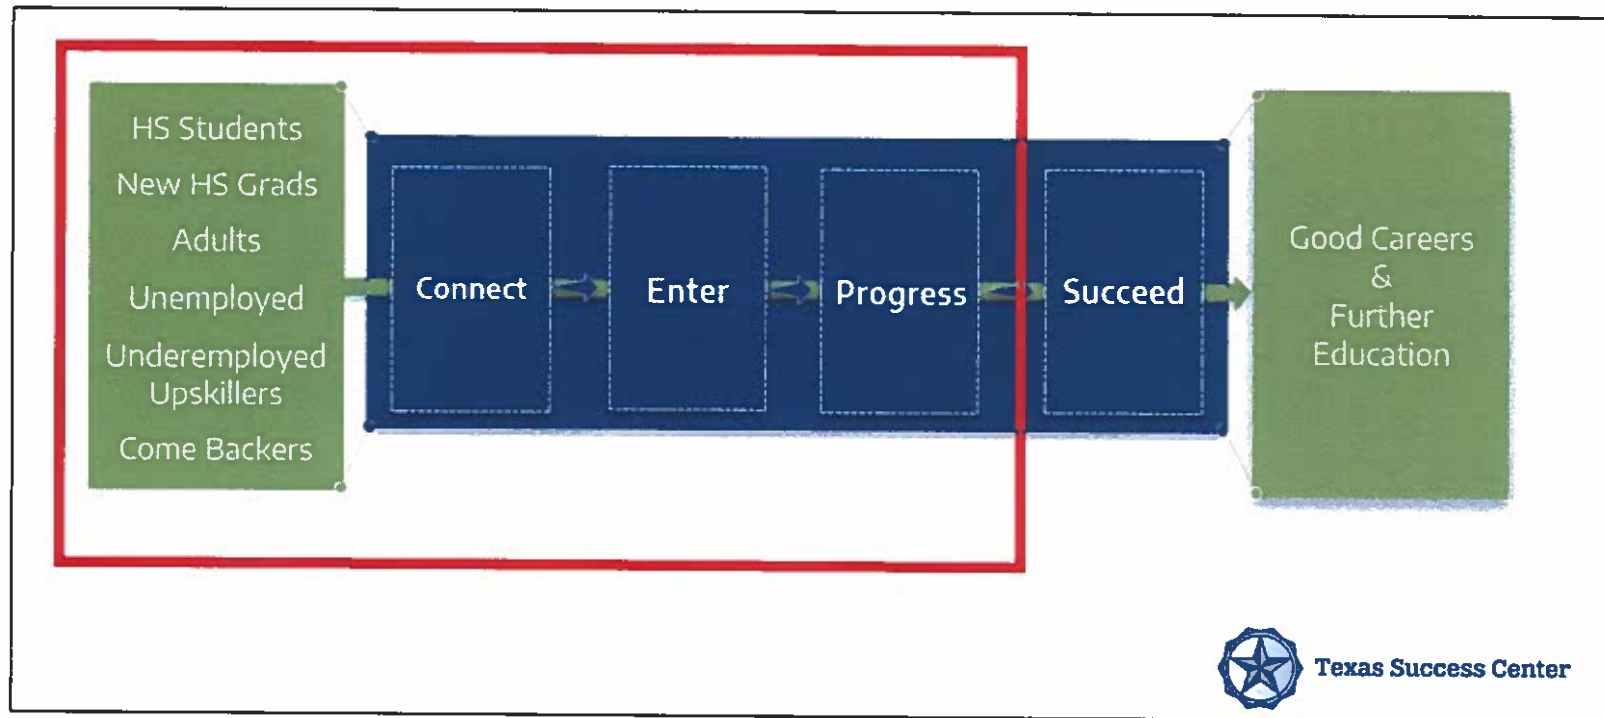 HS Students
New HS Grads
Adults
Unemployed
Underemployed
Upskillers
Come Backers
Connect
Enter
Progress
Succeed
Good Careers
&
Further
Education
Texas Success Center